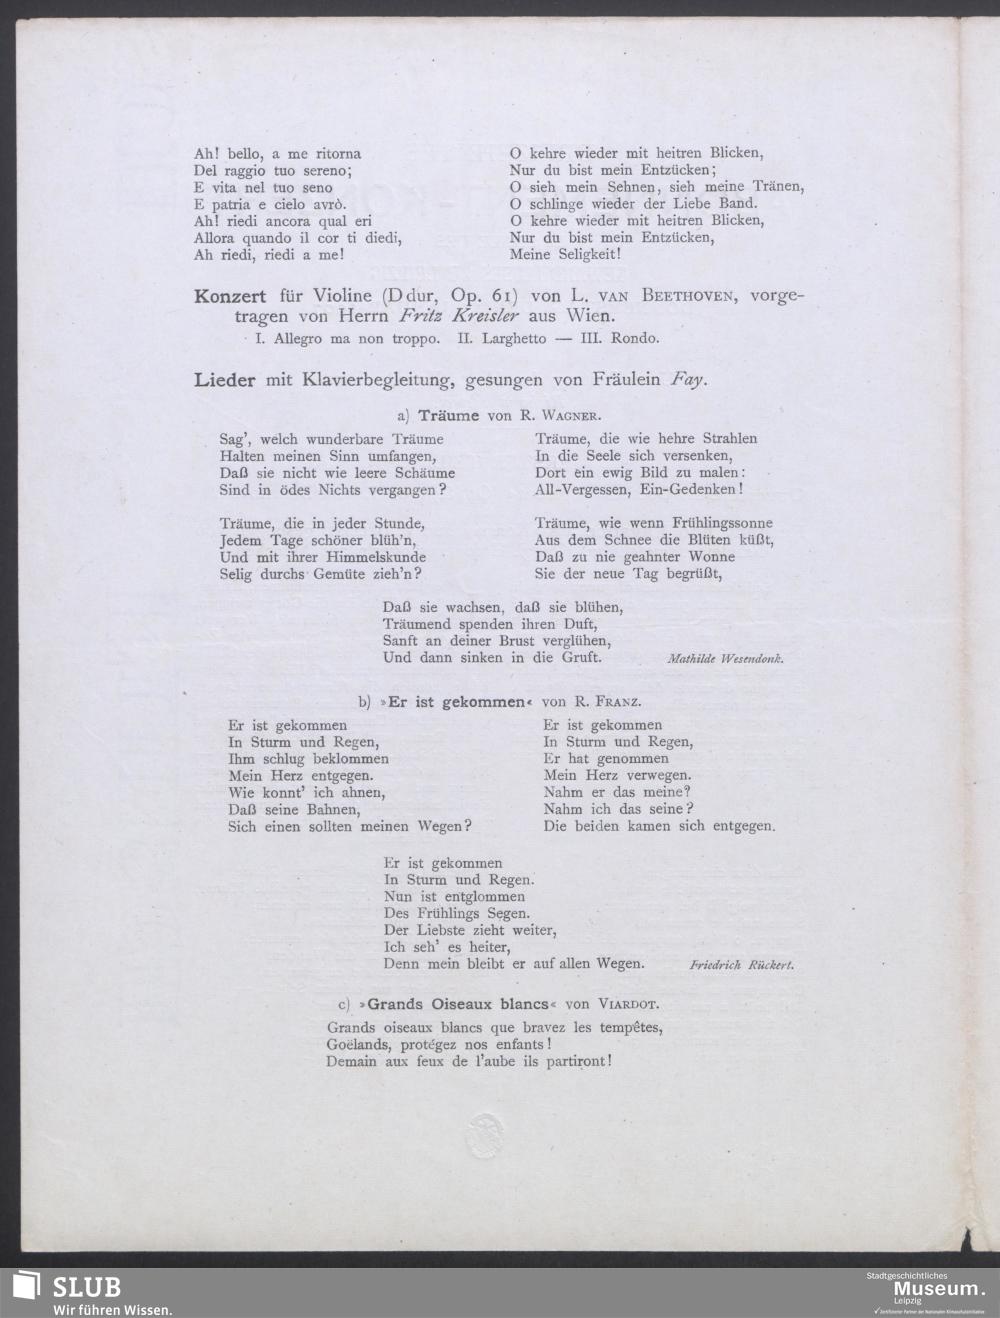 Ah! bello, a me ritorna
Del raggio tuo sereno;
E vita nel tuo seno
E patria e cielo avrò.
Ah! riedi ancora qual eri
Allora quando il cor ti diedi,
Ah riedi, riedi a me!
O kehre wieder mit heitren Blicken,
Nur du bist mein Entzücken;
O sieh mein Sehnen, sieh meine Tränen,
O schlinge wieder der Liebe Band.
O kehre wieder mit heitren Blicken,
Nur du bist mein Entzücken,
Meine Seligkeit!
Konzert für Violine (Ddur, Op. 61) von L. van Beethoven, vorge-
tragen von Herrn Fritz Kreisler aus Wien.
I. Allegro ma non troppo. II. Larghetto — III. Rondo.
Lieder mit Klavierbegleitung, gesungen von Fräulein Fay.
a) Träume von R. Wagner.
Sag', welch wunderbare Träume
Halten meinen Sinn umfangen,
Daß sie nicht wie leere Schäume
Sind in ödes Nichts vergangen?
Träume, die in jeder Stunde,
Jedem Tage schöner blüh'n,
Und mit ihrer Himmelskunde
Selig durchs Gemüte zieh'n?
Träume, die wie hehre Strahlen
In die Seele sich versenken,
Dort ein ewig Bild zu malen:
All-Vergessen, Ein-Gedenken!
Träume, wie wenn Frühlingssonne
Aus dem Schnee die Blüten küßt,
Daß zu nie geahnter Wonne
Sie der neue Tag begrüßt,
Daß sie wachsen, daß sie blühen,
Träumend spenden ihren Duft,
Sanft an deiner Brust verglühen,
Und dann sinken in die Gruft.
Mathilde Wesendonk.
b) »Er ist gekommen« von R. Franz.
Er ist gekommen
In Sturm und Regen,
Ihm schlug beklommen
Mein Herz entgegen.
Wie konnt' ich ahnen,
Daß seine Bahnen,
Sich einen sollten meinen Wegen?
Er ist gekommen
In Sturm und Regen,
Er hat genommen
Mein Herz verwegen.
Nahm er das meine?
Nahm ich das seine?
Die beiden kamen sich entgegen.
Er ist gekommen
In Sturm und Regen.
Nun ist entglommen
Des Frühlings Segen.
Der Liebste zieht weiter,
Ich seh' es heiter,
Denn mein bleibt er auf allen Wegen.
Friedrich Rückert.
c) »Grands Oiseaux blancs« von Viardot.
Grands oiseaux blancs que bravez les tempêtes,
Goëlands, protégez nos enfants!
Demain aux feux de l'aube ils partiront!
SLUB
Wir führen Wissen.
Stadtgeschichtliches
Museum.
Leipzig
Zertifizierter Partner der Nationalen Klimaschutzinitiative